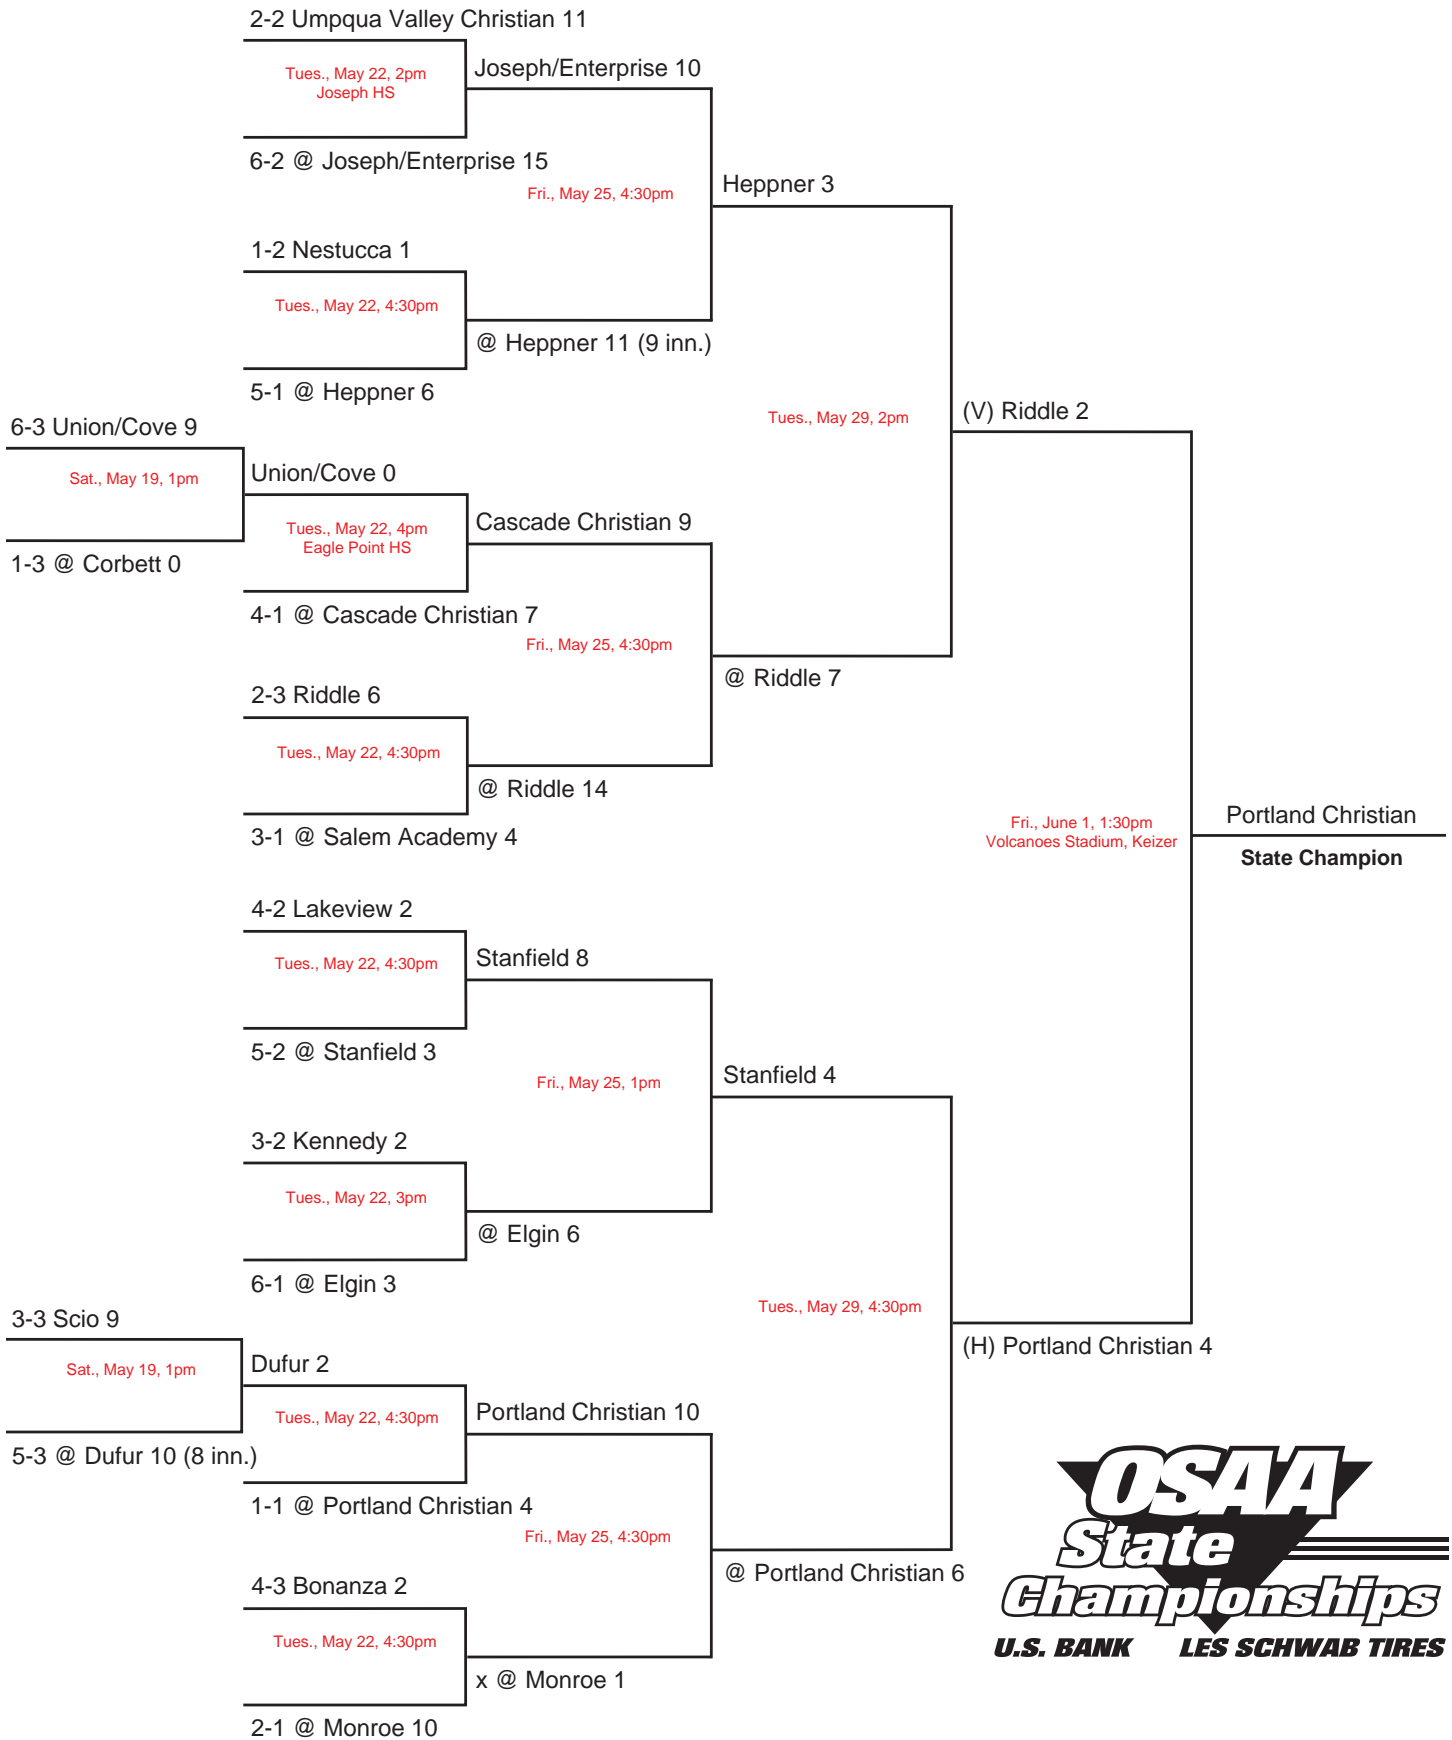 2-2 Umpqua Valley Christian 11
Tues., May 22, 2pm
Joseph HS
Joseph/Enterprise 10
6-2 @ Joseph/Enterprise 15
Fri., May 25, 4:30pm
Heppner 3
1-2 Nestucca 1
Tues., May 22, 4:30pm
@ Heppner 11 (9 inn.)
5-1 @ Heppner 6
Tues., May 29, 2pm
(V) Riddle 2
6-3 Union/Cove 9
Sat., May 19, 1pm
Union/Cove 0
1-3 @ Corbett 0
Tues., May 22, 4pm
Eagle Point HS
Cascade Christian 9
4-1 @ Cascade Christian 7
Fri., May 25, 4:30pm
@ Riddle 7
2-3 Riddle 6
Tues., May 22, 4:30pm
@ Riddle 14
3-1 @ Salem Academy 4
Fri., June 1, 1:30pm
Volcanoes Stadium, Keizer
Portland Christian
State Champion
4-2 Lakeview 2
Tues., May 22, 4:30pm
Stanfield 8
5-2 @ Stanfield 3
Fri., May 25, 1pm
Stanfield 4
3-2 Kennedy 2
Tues., May 22, 3pm
@ Elgin 6
6-1 @ Elgin 3
Tues., May 29, 4:30pm
(H) Portland Christian 4
3-3 Scio 9
Sat., May 19, 1pm
Dufur 2
5-3 @ Dufur 10 (8 inn.)
Tues., May 22, 4:30pm
Portland Christian 10
1-1 @ Portland Christian 4
Fri., May 25, 4:30pm
@ Portland Christian 6
4-3 Bonanza 2
Tues., May 22, 4:30pm
x @ Monroe 1
2-1 @ Monroe 10
OSAA
State
Championships
U.S. BANK LES SCHWAB TIRES